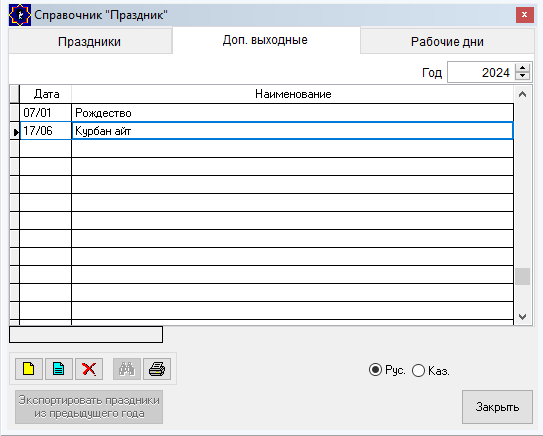 Справочник "Праздник"
Праздники
Доп. выходные
Рабочие дни
Год 2024
Дата Наименование
07/01 Рождество
17/06 Курбан айт
Рус. Каз.
Экспортировать праздники
из предыдущего года
Закрыть